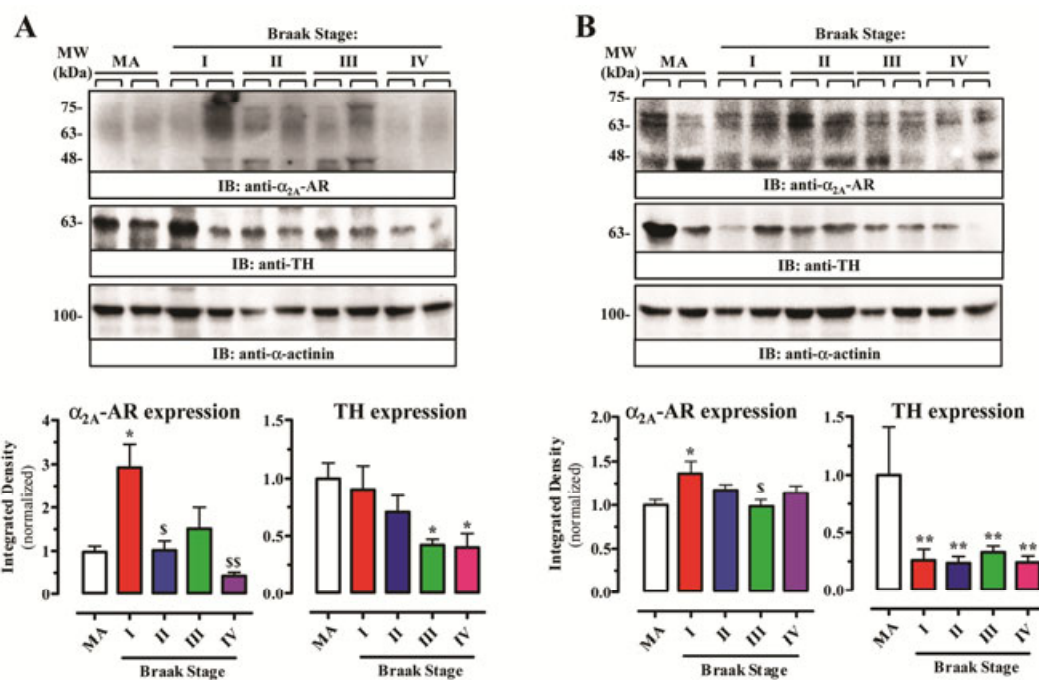 A
Braak Stage:
MW
(kDa)
MA I II III IV
75-
63-
48-
IB: anti-α2A-AR
63-
IB: anti-TH
100-
IB: anti-α-actinin
α2A-AR expression
Integrated Density
(normalized)
4
3
2
1
0
*
$
$$
MA I II III IV
Braak Stage
TH expression
1.5
1.0
0.5
0.0
* *
MA I II III IV
Braak Stage
B
Braak Stage:
MW
(kDa)
MA I II III IV
75-
63-
48-
IB: anti-α2A-AR
63-
IB: anti-TH
100-
IB: anti-α-actinin
α2A-AR expression
Integrated Density
(normalized)
2.0
1.5
1.0
0.5
0.0
*
$
MA I II III IV
Braak Stage
TH expression
1.5
1.0
0.5
0.0
** ** ** **
MA I II III IV
Braak Stage